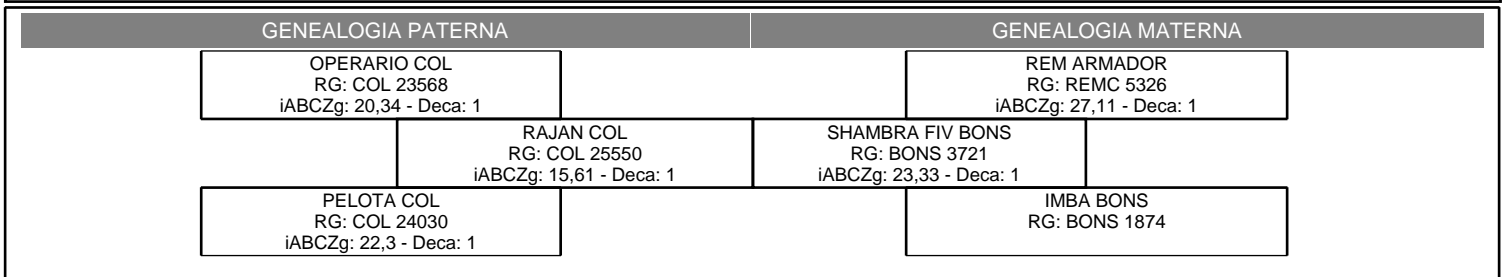 GENEALOGIA PATERNA
GENEALOGIA MATERNA
OPERARIO COL
RG: COL 23568
iABCZg: 20,34 - Deca: 1
REM ARMADOR
RG: REMC 5326
iABCZg: 27,11 - Deca: 1
RAJAN COL
RG: COL 25550
iABCZg: 15,61 - Deca: 1
SHAMBRA FIV BONS
RG: BONS 3721
iABCZg: 23,33 - Deca: 1
PELOTA COL
RG: COL 24030
iABCZg: 22,3 - Deca: 1
IMBA BONS
RG: BONS 1874